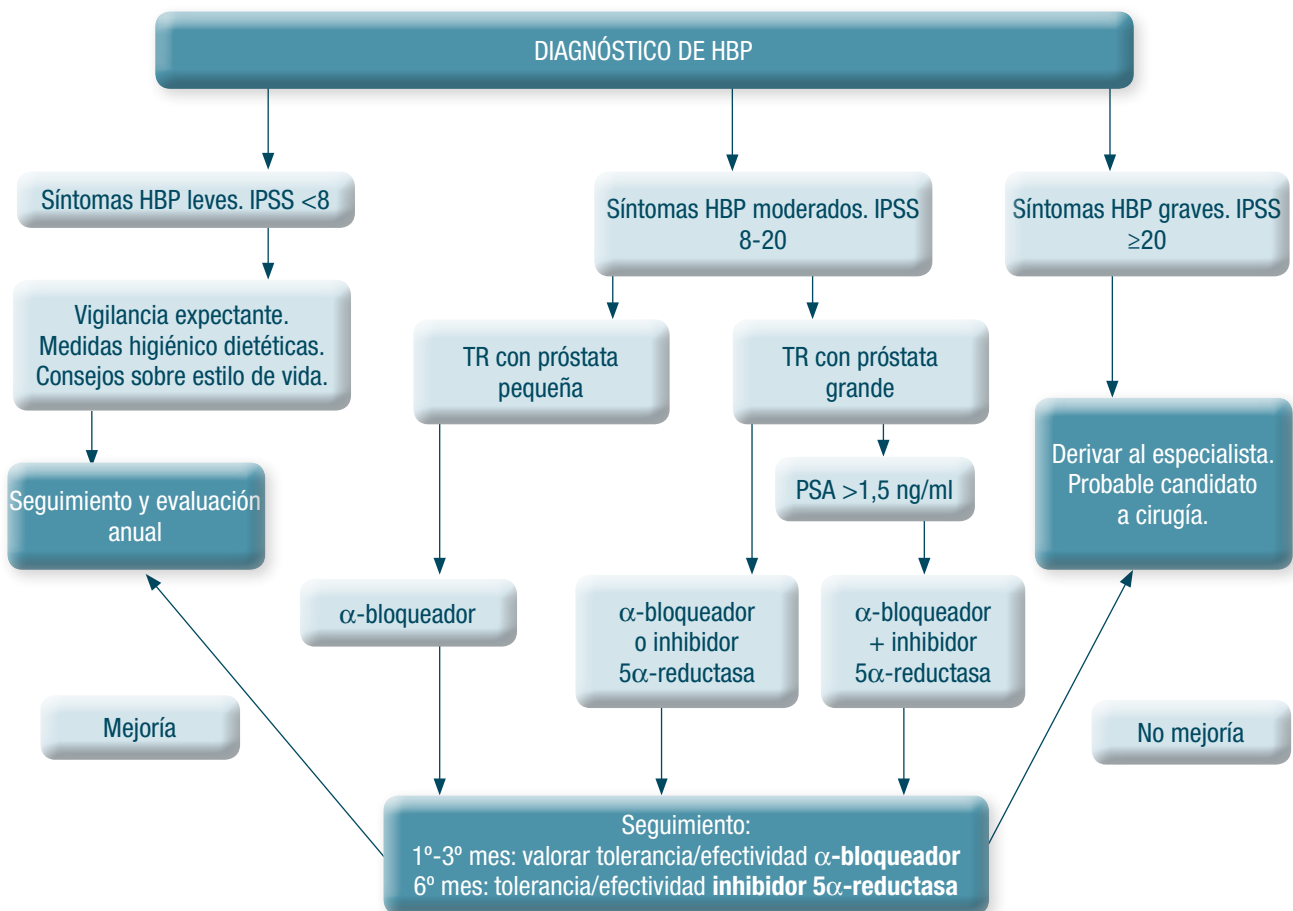 DIAGNÓSTICO DE HBP
Síntomas HBP leves. IPSS <8
Síntomas HBP moderados. IPSS
8-20
Síntomas HBP graves. IPSS
≥20
Vigilancia expectante.
Medidas higiénico dietéticas.
Consejos sobre estilo de vida.
TR con próstata
pequeña
TR con próstata
grande
Derivar al especialista.
Probable candidato
a cirugía.
Seguimiento y evaluación
anual
PSA >1,5 ng/ml
α-bloqueador
α-bloqueador
o inhibidor
5α-reductasa
α-bloqueador
+ inhibidor
5α-reductasa
Mejoría
No mejoría
Seguimiento:
1º-3º mes: valorar tolerancia/efectividad α-bloqueador
6º mes: tolerancia/efectividad inhibidor 5α-reductasa